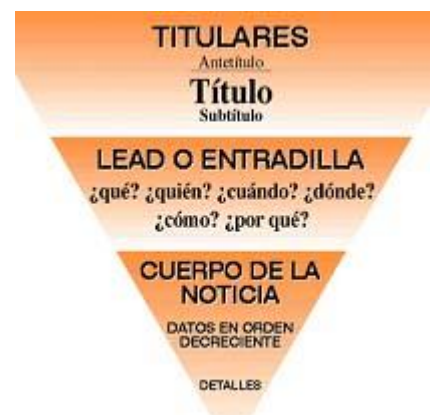 TITULARES
Antetítulo
Título
Subtítulo
LEAD O ENTRADILLA
¿qué? ¿quién? ¿cuándo? ¿dónde?
¿cómo? ¿por qué?
CUERPO DE LA
NOTICIA
DATOS EN ORDEN
DECRECIENTE
DETALLES